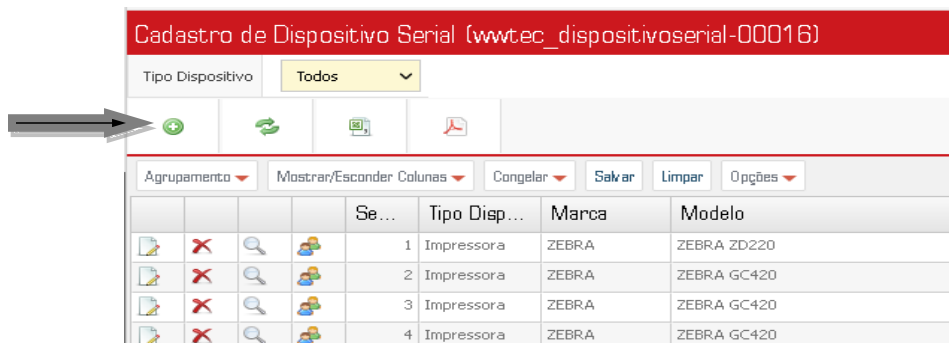 Cadastro de Dispositivo Serial (wwtec_dispositivoserial-00016)
Tipo Dispositivo Todos
Agrupamento Mostrar/Esconder Colunas Congelar Salvar Limpar Opções
Se... Tipo Disp... Marca Modelo
1 Impressora ZEBRA ZEBRA ZD220
2 Impressora ZEBRA ZEBRA GC420
3 Impressora ZEBRA ZEBRA GC420
4 Impressora ZEBRA ZEBRA GC420